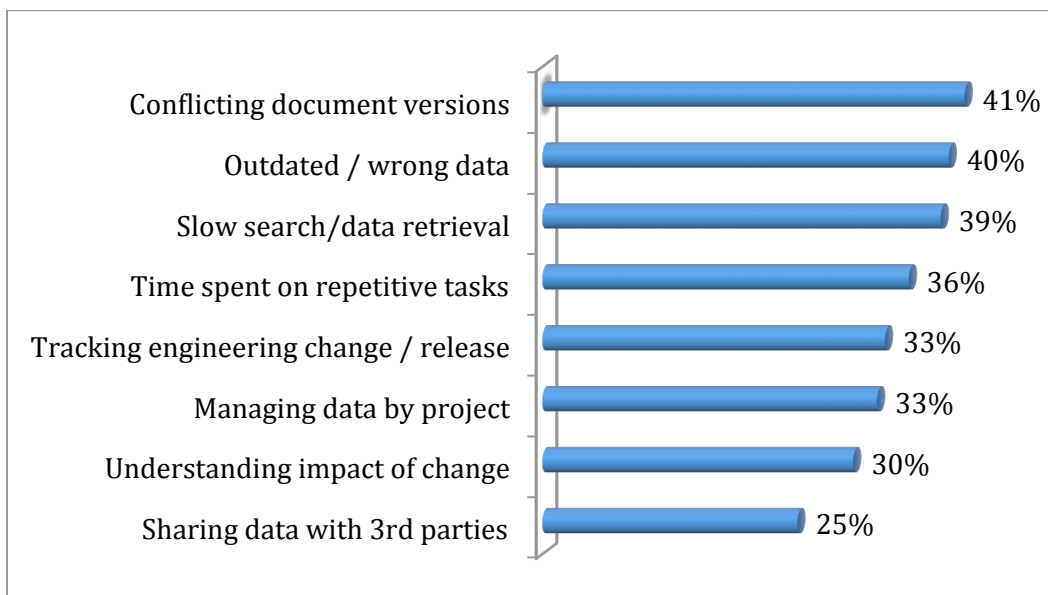 Conflicting document versions 41%
Outdated / wrong data 40%
Slow search/data retrieval 39%
Time spent on repetitive tasks 36%
Tracking engineering change / release 33%
Managing data by project 33%
Understanding impact of change 30%
Sharing data with 3rd parties 25%